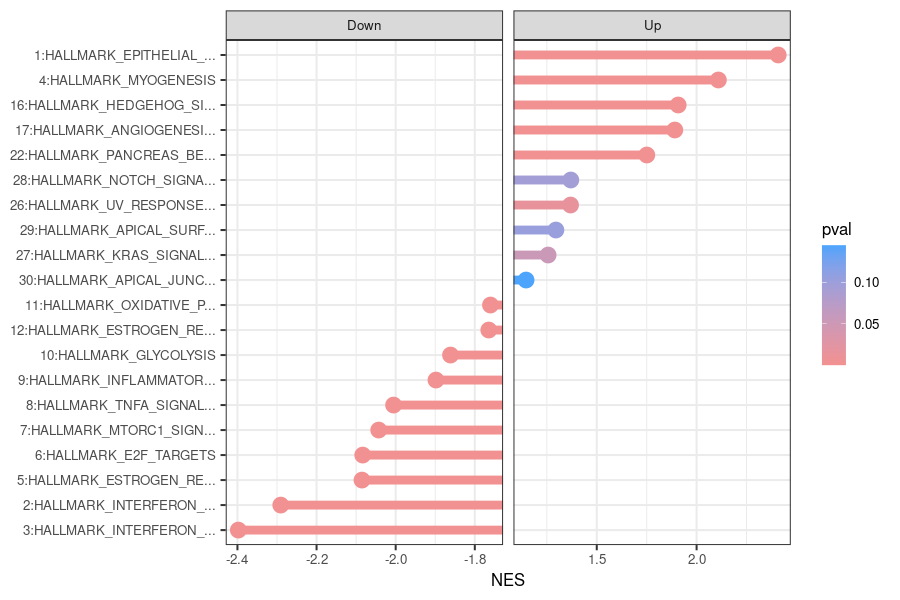 Down
Up
1:HALLMARK_EPITHELIAL_...
4:HALLMARK_MYOGENESIS
16:HALLMARK_HEDGEHOG_SI...
17:HALLMARK_ANGIOGENESI...
22:HALLMARK_PANCREAS_BE...
28:HALLMARK_NOTCH_SIGNA...
26:HALLMARK_UV_RESPONSE...
29:HALLMARK_APICAL_SURF...
27:HALLMARK_KRAS_SIGNAL...
30:HALLMARK_APICAL_JUNC...
11:HALLMARK_OXIDATIVE_P...
12:HALLMARK_ESTROGEN_RE...
10:HALLMARK_GLYCOLYSIS
9:HALLMARK_INFLAMMATOR...
8:HALLMARK_TNFA_SIGNAL...
7:HALLMARK_MTORC1_SIGN...
6:HALLMARK_E2F_TARGETS
5:HALLMARK_ESTROGEN_RE...
2:HALLMARK_INTERFERON_...
3:HALLMARK_INTERFERON_...
-2.4 -2.2 -2.0 -1.8
1.5 2.0
NES
pval
0.10
0.05